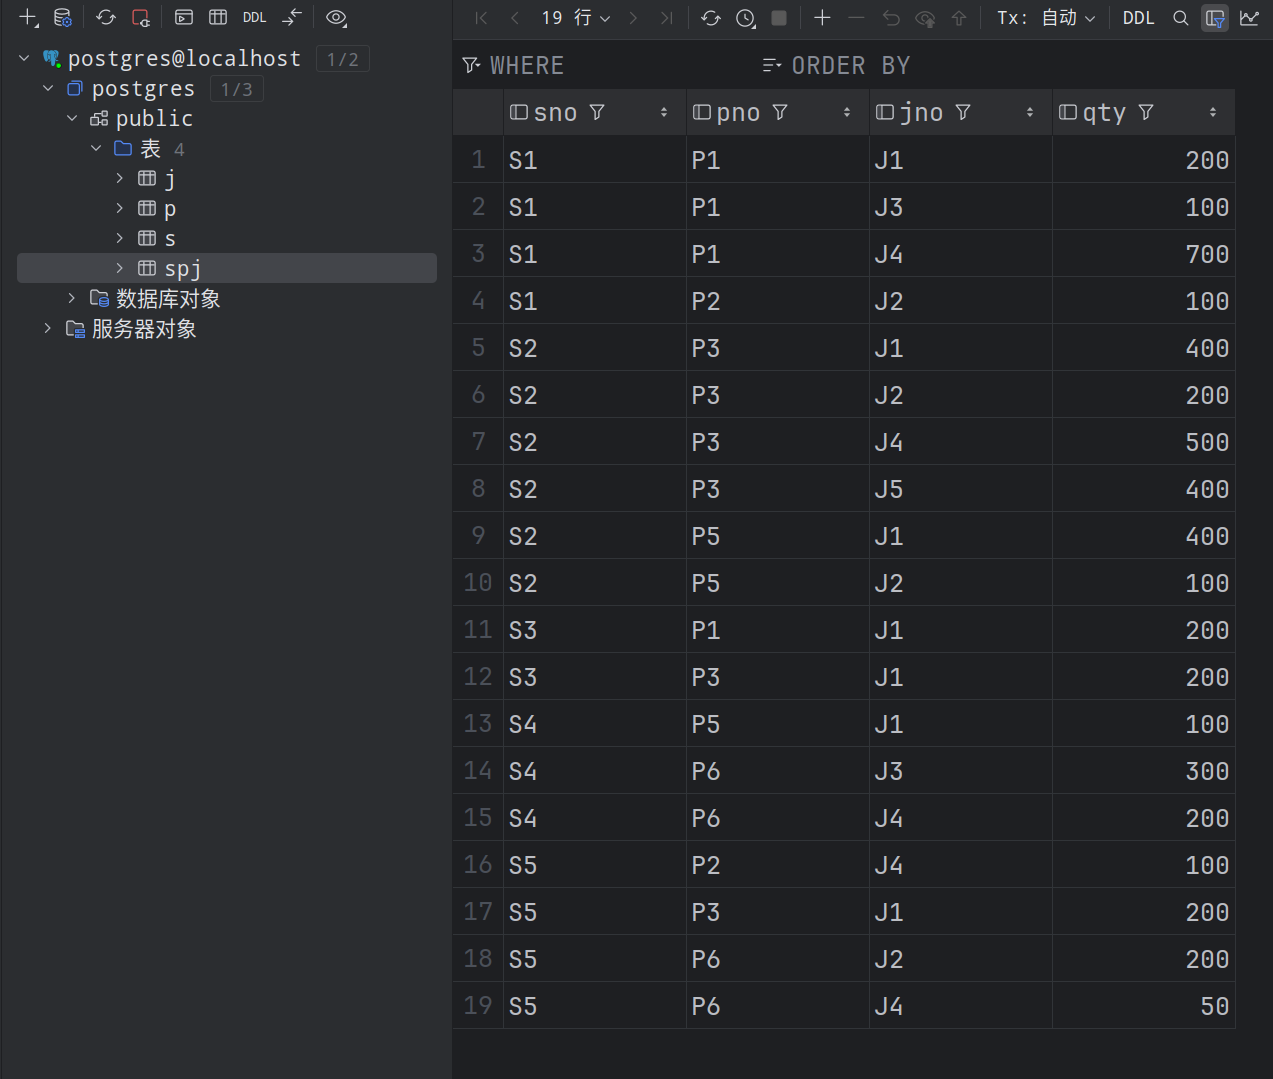 DDL
postgres@localhost 1/2
postgres 1/3
public
表 4
j
p
s
spj
数据库对象
服务器对象
19 行 Tx: 自动 DDL
WHERE ORDER BY
sno pno jno qty
1 S1 P1 J1 200
2 S1 P1 J3 100
3 S1 P1 J4 700
4 S1 P2 J2 100
5 S2 P3 J1 400
6 S2 P3 J2 200
7 S2 P3 J4 500
8 S2 P3 J5 400
9 S2 P5 J1 400
10 S2 P5 J2 100
11 S3 P1 J1 200
12 S3 P3 J1 200
13 S4 P5 J1 100
14 S4 P6 J3 300
15 S4 P6 J4 200
16 S5 P2 J4 100
17 S5 P3 J1 200
18 S5 P6 J2 200
19 S5 P6 J4 50